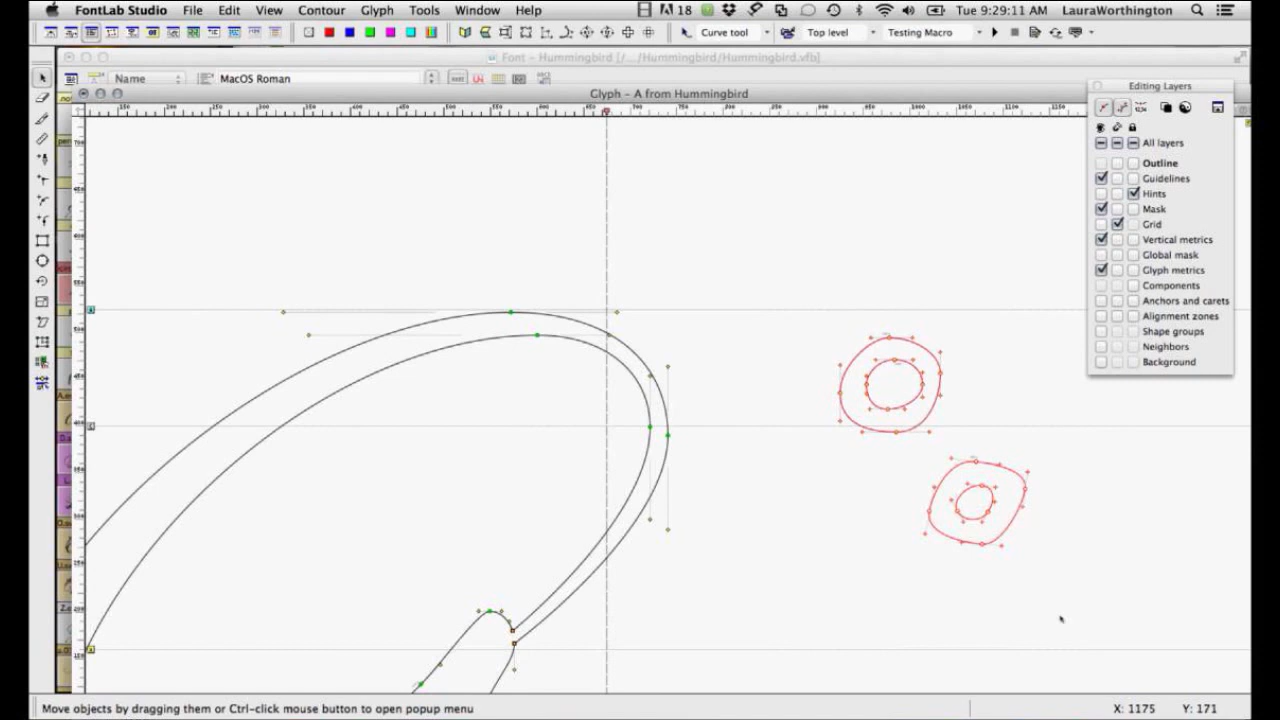 FontLab Studio File Edit View Contour Glyph Tools Window Help 18 Tue 9:29:11 AM LauraWorthington
Curve tool Top level Testing Macro
Font - Hummingbird [/.../Hummingbird/Hummingbird.vfb]
Name MacOS Roman
Glyph - A from Hummingbird
Editing Layers
All layers
Outline
Guidelines
Hints
Mask
Grid
Vertical metrics
Global mask
Glyph metrics
Components
Anchors and carets
Alignment zones
Shape groups
Neighbors
Background
Move objects by dragging them or Ctrl-click mouse button to open popup menu X: 1175 Y: 171